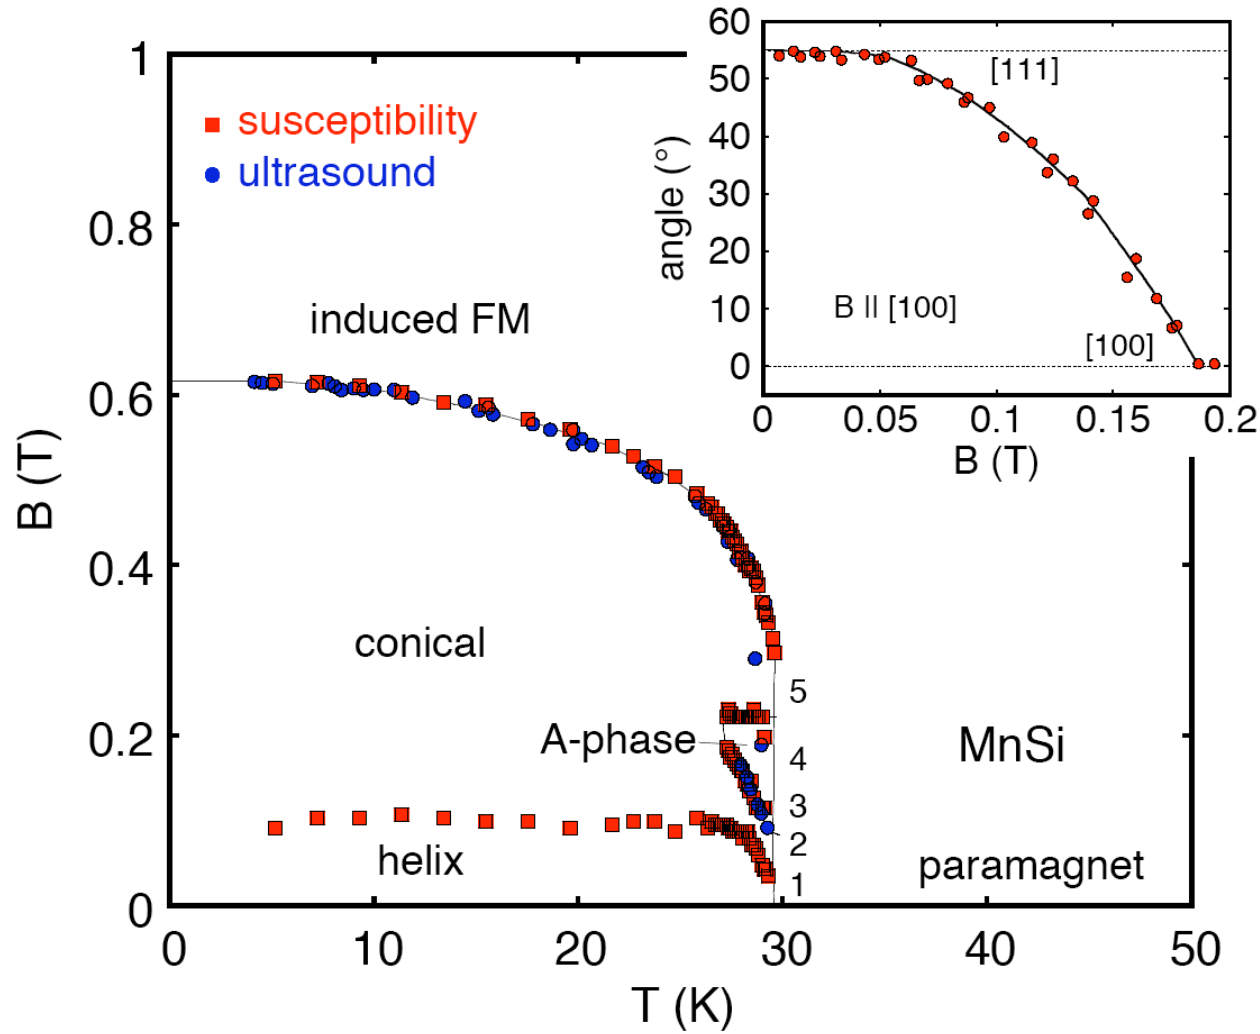 1
0.8
0.6
0.4
0.2
0
B (T)
susceptibility
ultrasound
induced FM
conical
A-phase
helix
5
4
3
2
1
MnSi
paramagnet
0
10
20
30
40
50
T (K)
60
50
40
30
20
10
0
angle (°)
[111]
B II [100]
[100]
0
0.05
0.1
0.15
0.2
B (T)